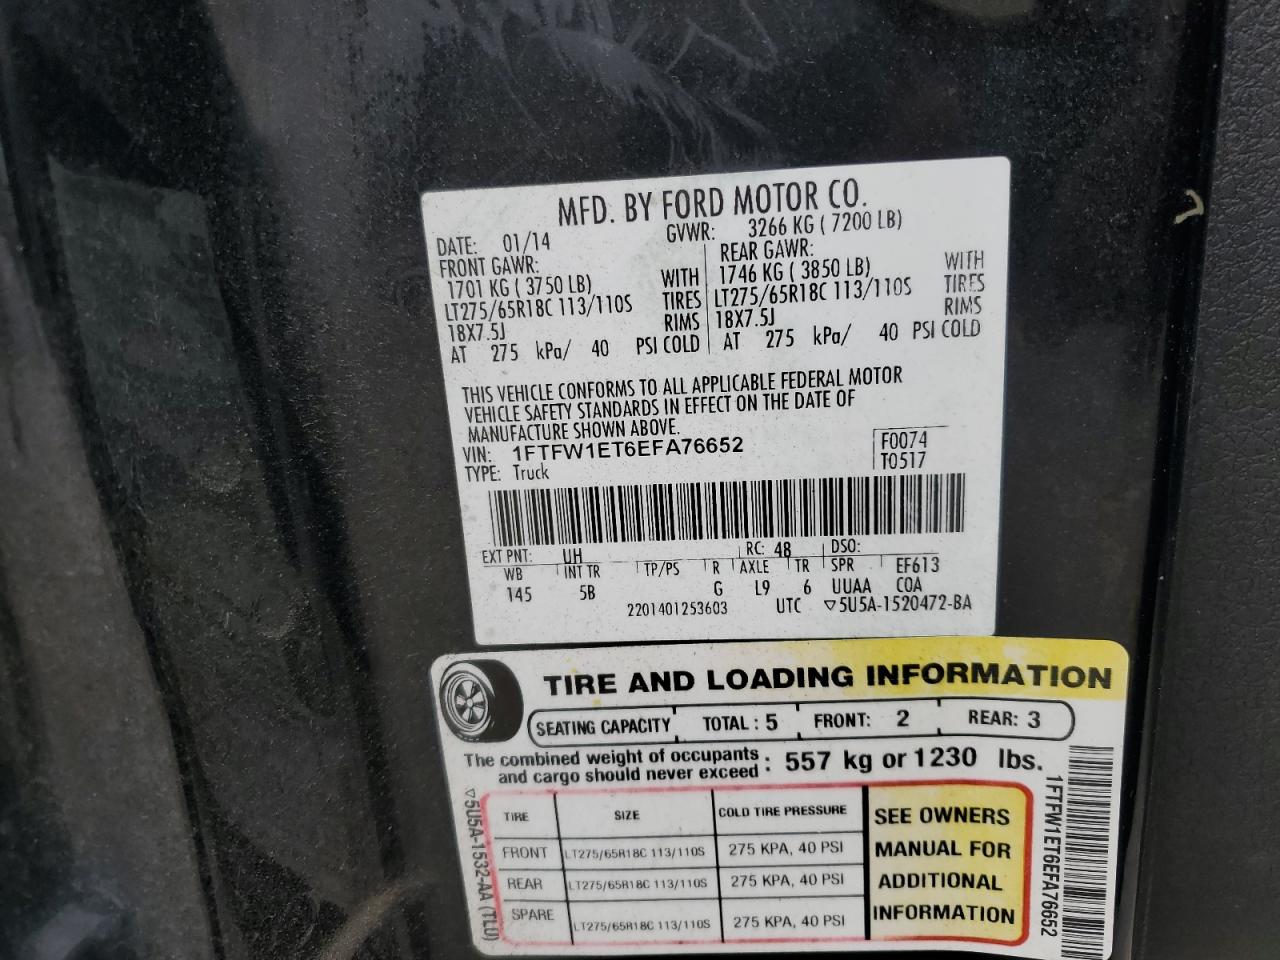 MFD. BY FORD MOTOR CO.
DATE: 01/14 GVWR: 3266 KG ( 7200 LB)
FRONT GAWR: REAR GAWR:
1701 KG ( 3750 LB) WITH 1746 KG ( 3850 LB) WITH
LT275/65R18C 113/110S TIRES LT275/65R18C 113/110S TIRES
18X7.5J RIMS 18X7.5J RIMS
AT 275 kPa/ 40 PSI COLD AT 275 kPa/ 40 PSI COLD
THIS VEHICLE CONFORMS TO ALL APPLICABLE FEDERAL MOTOR
VEHICLE SAFETY STANDARDS IN EFFECT ON THE DATE OF
MANUFACTURE SHOWN ABOVE.
VIN: 1FTFW1ET6EFA76652 F0074
TYPE: Truck T0517
EXT PNT: UH RC: 48 DSO:
WB INT TR TP/PS R AXLE TR SPR EF613
145 5B G L9 6 UUAA COA
2201401253603 UTC ▽5U5A-1520472-BA
TIRE AND LOADING INFORMATION
SEATING CAPACITY TOTAL : 5 FRONT: 2 REAR: 3
The combined weight of occupants
and cargo should never exceed : 557 kg or 1230 lbs.
TIRE SIZE COLD TIRE PRESSURE
FRONT LT275/65R18C 113/110S 275 KPA, 40 PSI
REAR LT275/65R18C 113/110S 275 KPA, 40 PSI
SPARE LT275/65R18C 113/110S 275 KPA, 40 PSI
SEE OWNERS
MANUAL FOR
ADDITIONAL
INFORMATION
▽5U5A-1532-AA (TLU)
1FTFW1ET6EFA76652